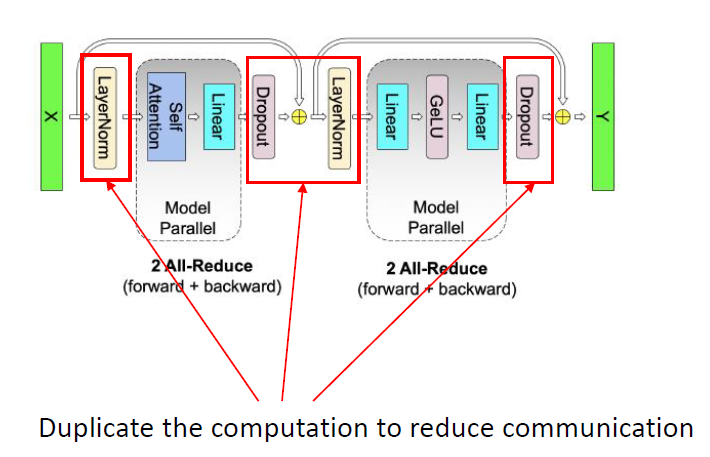 X
LayerNorm
Self
Attention
Linear
Dropout
LayerNorm
Linear
GeLU
Linear
Dropout
Y
Model
Parallel
Model
Parallel
2 All-Reduce
(forward + backward)
2 All-Reduce
(forward + backward)
Duplicate the computation to reduce communication